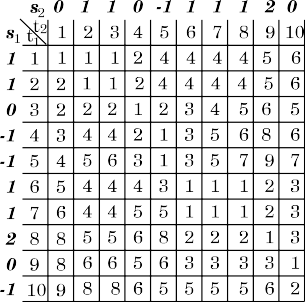 s2 0 1 1 0 -1 1 1 1 2 0
s1 t1 t2 1 2 3 4 5 6 7 8 9 10
1 1 1 1 1 2 4 4 4 4 5 6
1 2 2 1 1 2 4 4 4 4 5 6
0 3 2 2 2 1 2 3 4 5 6 5
-1 4 3 4 4 2 1 3 5 6 8 6
-1 5 4 5 6 3 1 3 5 7 9 7
1 6 5 4 4 4 3 1 1 1 2 3
1 7 6 4 4 5 5 1 1 1 2 3
2 8 8 5 5 6 8 2 2 2 1 3
0 9 8 6 6 5 6 3 3 3 3 1
-1 10 9 8 8 6 5 5 5 5 6 2